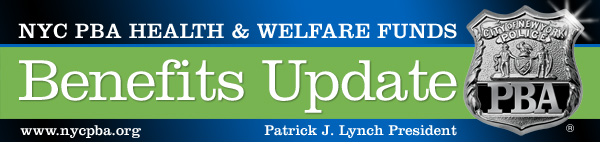 NYC PBA HEALTH & WELFARE FUNDS
Benefits Update
www.nycpba.org
Patrick J. Lynch President
CITY OF NEW YORK
POLICE
PBA
®